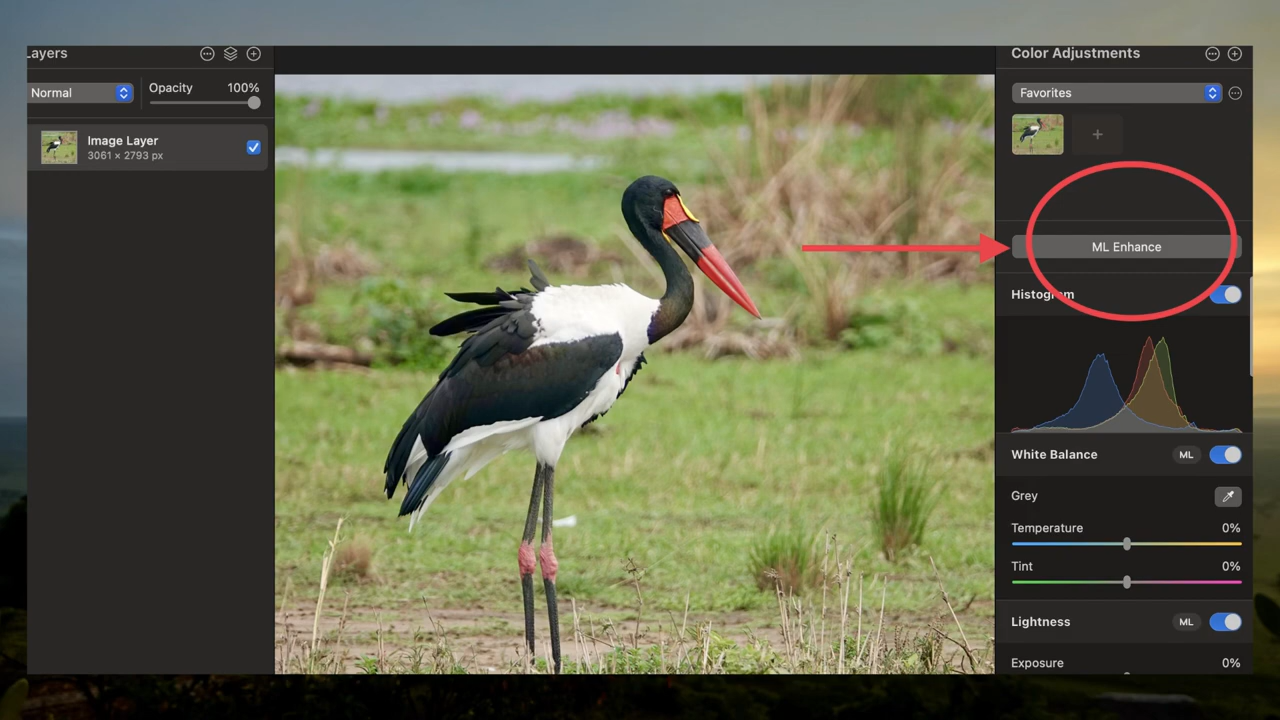 Layers
Normal
Opacity 100%
Image Layer
3061 × 2793 px
Color Adjustments
Favorites
ML Enhance
Histogram
White Balance ML
Grey
Temperature 0%
Tint 0%
Lightness ML
Exposure 0%